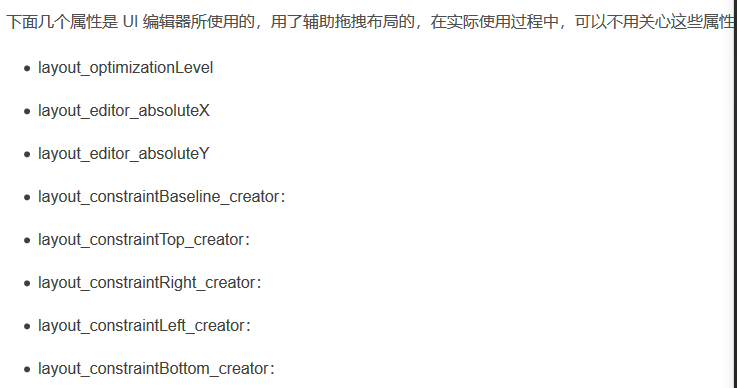 下面几个属性是 UI 编辑器所使用的，用了辅助拖拽布局的，在实际使用过程中，可以不用关心这些属性
layout_optimizationLevel
layout_editor_absoluteX
layout_editor_absoluteY
layout_constraintBaseline_creator：
layout_constraintTop_creator：
layout_constraintRight_creator：
layout_constraintLeft_creator：
layout_constraintBottom_creator：